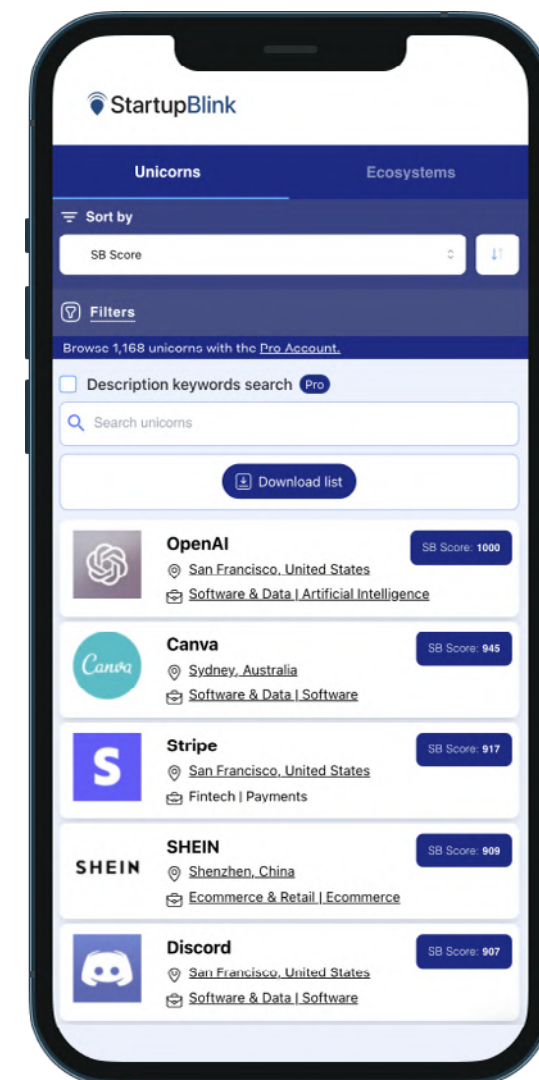 StartupBlink
Unicorns
Ecosystems
Sort by
SB Score
Filters
Browse 1,168 unicorns with the Pro Account.
Description keywords search Pro
Search unicorns
Download list
OpenAI
SB Score: 1000
San Francisco, United States
Software & Data | Artificial Intelligence
Canva
Canva
SB Score: 945
Sydney, Australia
Software & Data | Software
S
Stripe
SB Score: 917
San Francisco, United States
Fintech | Payments
SHEIN
SHEIN
SB Score: 909
Shenzhen, China
Ecommerce & Retail | Ecommerce
Discord
SB Score: 907
San Francisco, United States
Software & Data | Software